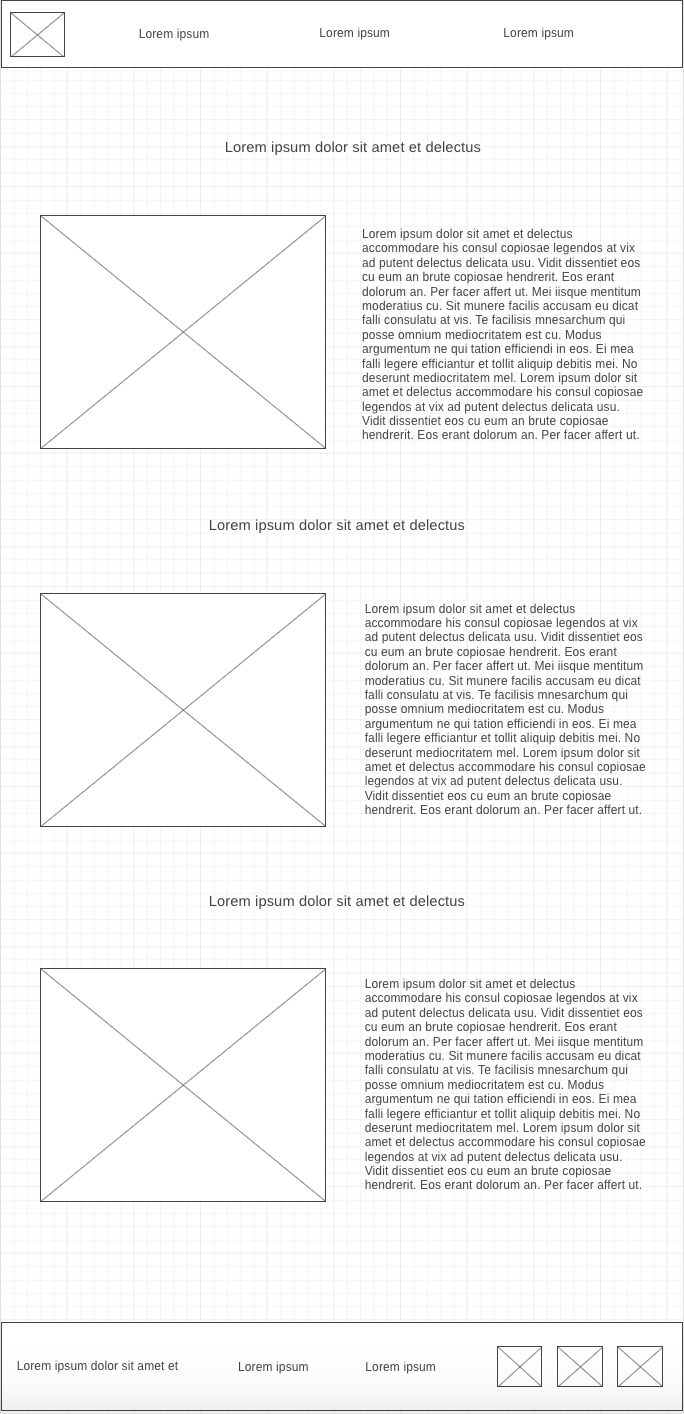 Lorem ipsum
Lorem ipsum
Lorem ipsum
Lorem ipsum dolor sit amet et delectus
Lorem ipsum dolor sit amet et delectus
accommodare his consul copiosae legendos at vix
ad putent delectus delicata usu. Vidit dissentiet eos
cu eum an brute copiosae hendrerit. Eos erant
dolorum an. Per facer affert ut. Mei iisque mentitum
moderatius cu. Sit munere facilis accusam eu dicat
falli consulatu at vis. Te facilisis mnesarchum qui
posse omnium mediocritatem est cu. Modus
argumentum ne qui tation efficiendi in eos. Ei mea
falli legere efficiantur et tollit aliquip debitis mei. No
deserunt mediocritatem mel. Lorem ipsum dolor sit
amet et delectus accommodare his consul copiosae
legendos at vix ad putent delectus delicata usu.
Vidit dissentiet eos cu eum an brute copiosae
hendrerit. Eos erant dolorum an. Per facer affert ut.
Lorem ipsum dolor sit amet et delectus
Lorem ipsum dolor sit amet et delectus
accommodare his consul copiosae legendos at vix
ad putent delectus delicata usu. Vidit dissentiet eos
cu eum an brute copiosae hendrerit. Eos erant
dolorum an. Per facer affert ut. Mei iisque mentitum
moderatius cu. Sit munere facilis accusam eu dicat
falli consulatu at vis. Te facilisis mnesarchum qui
posse omnium mediocritatem est cu. Modus
argumentum ne qui tation efficiendi in eos. Ei mea
falli legere efficiantur et tollit aliquip debitis mei. No
deserunt mediocritatem mel. Lorem ipsum dolor sit
amet et delectus accommodare his consul copiosae
legendos at vix ad putent delectus delicata usu.
Vidit dissentiet eos cu eum an brute copiosae
hendrerit. Eos erant dolorum an. Per facer affert ut.
Lorem ipsum dolor sit amet et delectus
Lorem ipsum dolor sit amet et delectus
accommodare his consul copiosae legendos at vix
ad putent delectus delicata usu. Vidit dissentiet eos
cu eum an brute copiosae hendrerit. Eos erant
dolorum an. Per facer affert ut. Mei iisque mentitum
moderatius cu. Sit munere facilis accusam eu dicat
falli consulatu at vis. Te facilisis mnesarchum qui
posse omnium mediocritatem est cu. Modus
argumentum ne qui tation efficiendi in eos. Ei mea
falli legere efficiantur et tollit aliquip debitis mei. No
deserunt mediocritatem mel. Lorem ipsum dolor sit
amet et delectus accommodare his consul copiosae
legendos at vix ad putent delectus delicata usu.
Vidit dissentiet eos cu eum an brute copiosae
hendrerit. Eos erant dolorum an. Per facer affert ut.
Lorem ipsum dolor sit amet et
Lorem ipsum
Lorem ipsum